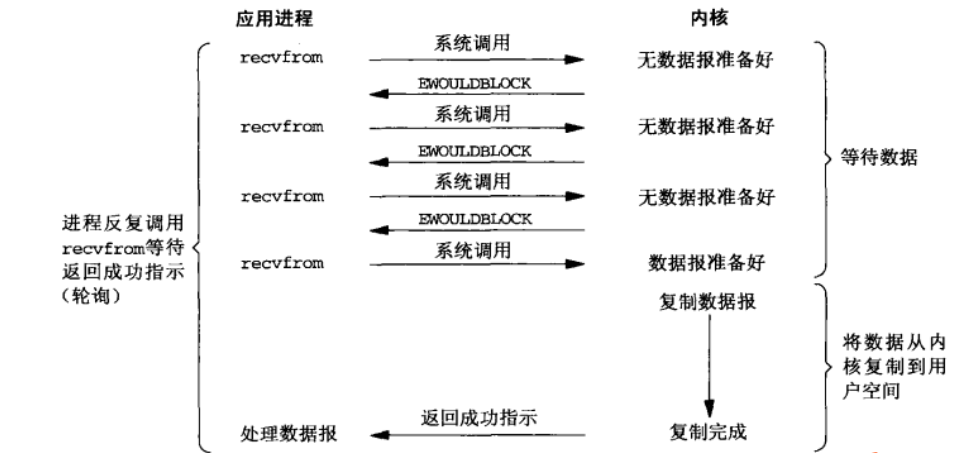 应用进程
内核
recvfrom
系统调用
无数据报准备好
EWOULDBLOCK
recvfrom
系统调用
无数据报准备好
EWOULDBLOCK
recvfrom
系统调用
无数据报准备好
EWOULDBLOCK
recvfrom
系统调用
数据报准备好
等待数据
进程反复调用
recvfrom等待
返回成功指示
（轮询）
复制数据报
将数据从内
核复制到用
户空间
处理数据报
返回成功指示
复制完成